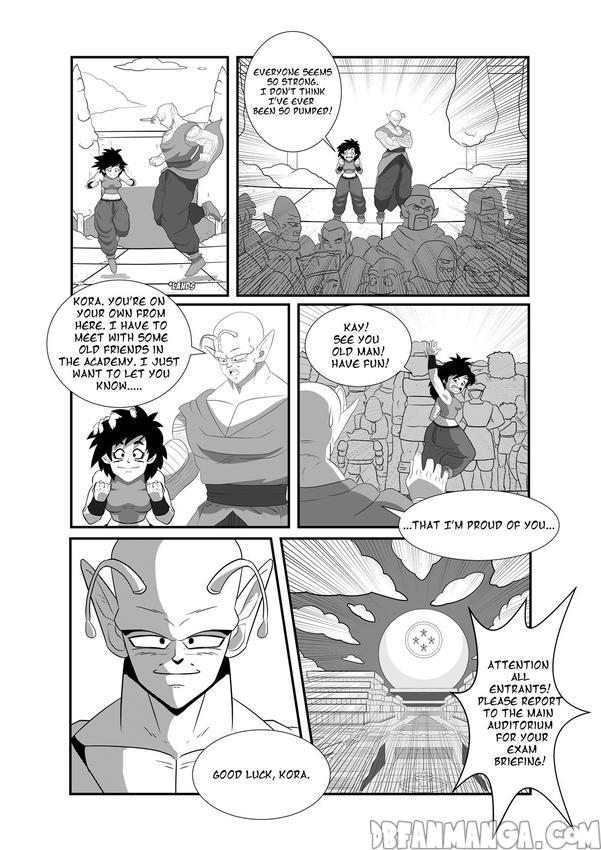 *LANDS
EVERYONE SEEMS
SO STRONG.
I DON'T THINK
I'VE EVER
BEEN SO PUMPED!
KORA. YOU'RE ON
YOUR OWN FROM
HERE. I HAVE TO
MEET WITH SOME
OLD FRIENDS IN
THE ACADEMY. I JUST
WANT TO LET YOU
KNOW.....
KAY!
SEE YOU
OLD MAN!
HAVE FUN!
...THAT I'M PROUD OF YOU...
GOOD LUCK, KORA.
ATTENTION
ALL
ENTRANTS!
PLEASE REPORT
TO THE MAIN
AUDITORIUM
FOR YOUR
EXAM
BRIEFING!
DBFANMANGA.COM